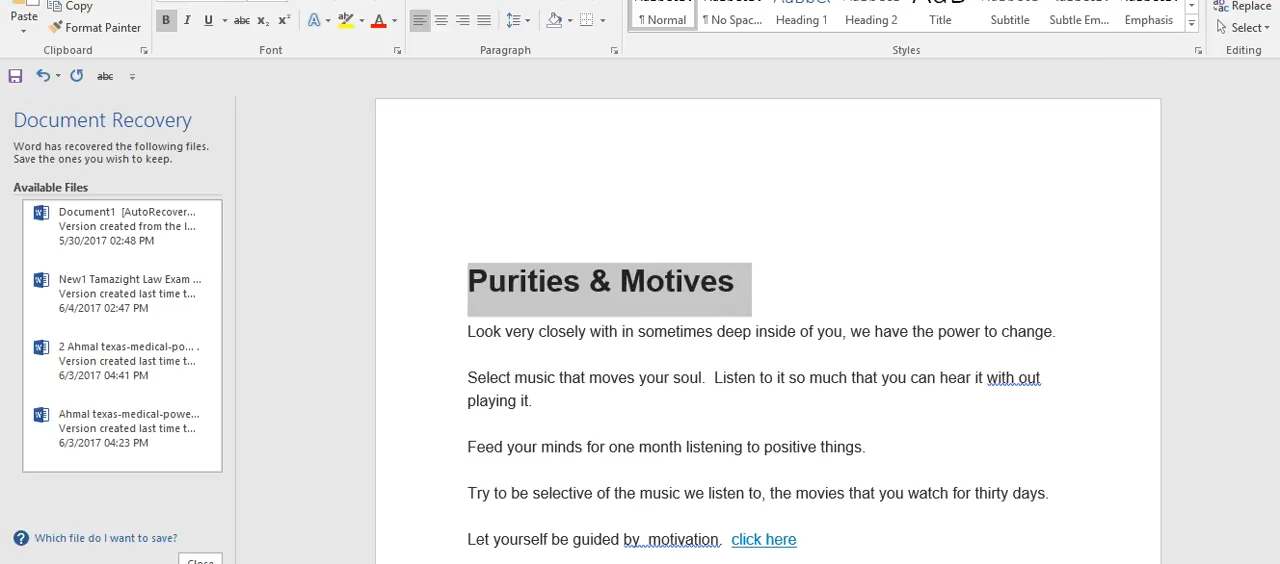 Copy
Replace
Paste
Format Painter
B I U abc x₂ x² A A
¶ Normal ¶ No Spac... Heading 1 Heading 2 Title Subtitle Subtle Em... Emphasis
Select
Clipboard Font Paragraph Styles Editing
abc
Document Recovery
Word has recovered the following files.
Save the ones you wish to keep.
Available Files
Document1 [AutoRecover...
Version created from the l...
5/30/2017 02:48 PM
New1 Tamazight Law Exam ...
Version created last time t...
6/4/2017 02:47 PM
2 Ahmal texas-medical-po... .
Version created last time t...
6/3/2017 04:41 PM
Ahmal texas-medical-powe...
Version created last time t...
6/3/2017 04:23 PM
Which file do I want to save?
Close
Purities & Motives
Look very closely with in sometimes deep inside of you, we have the power to change.
Select music that moves your soul.  Listen to it so much that you can hear it with out
playing it.
Feed your minds for one month listening to positive things.
Try to be selective of the music we listen to, the movies that you watch for thirty days.
Let yourself be guided by  motivation.  click here